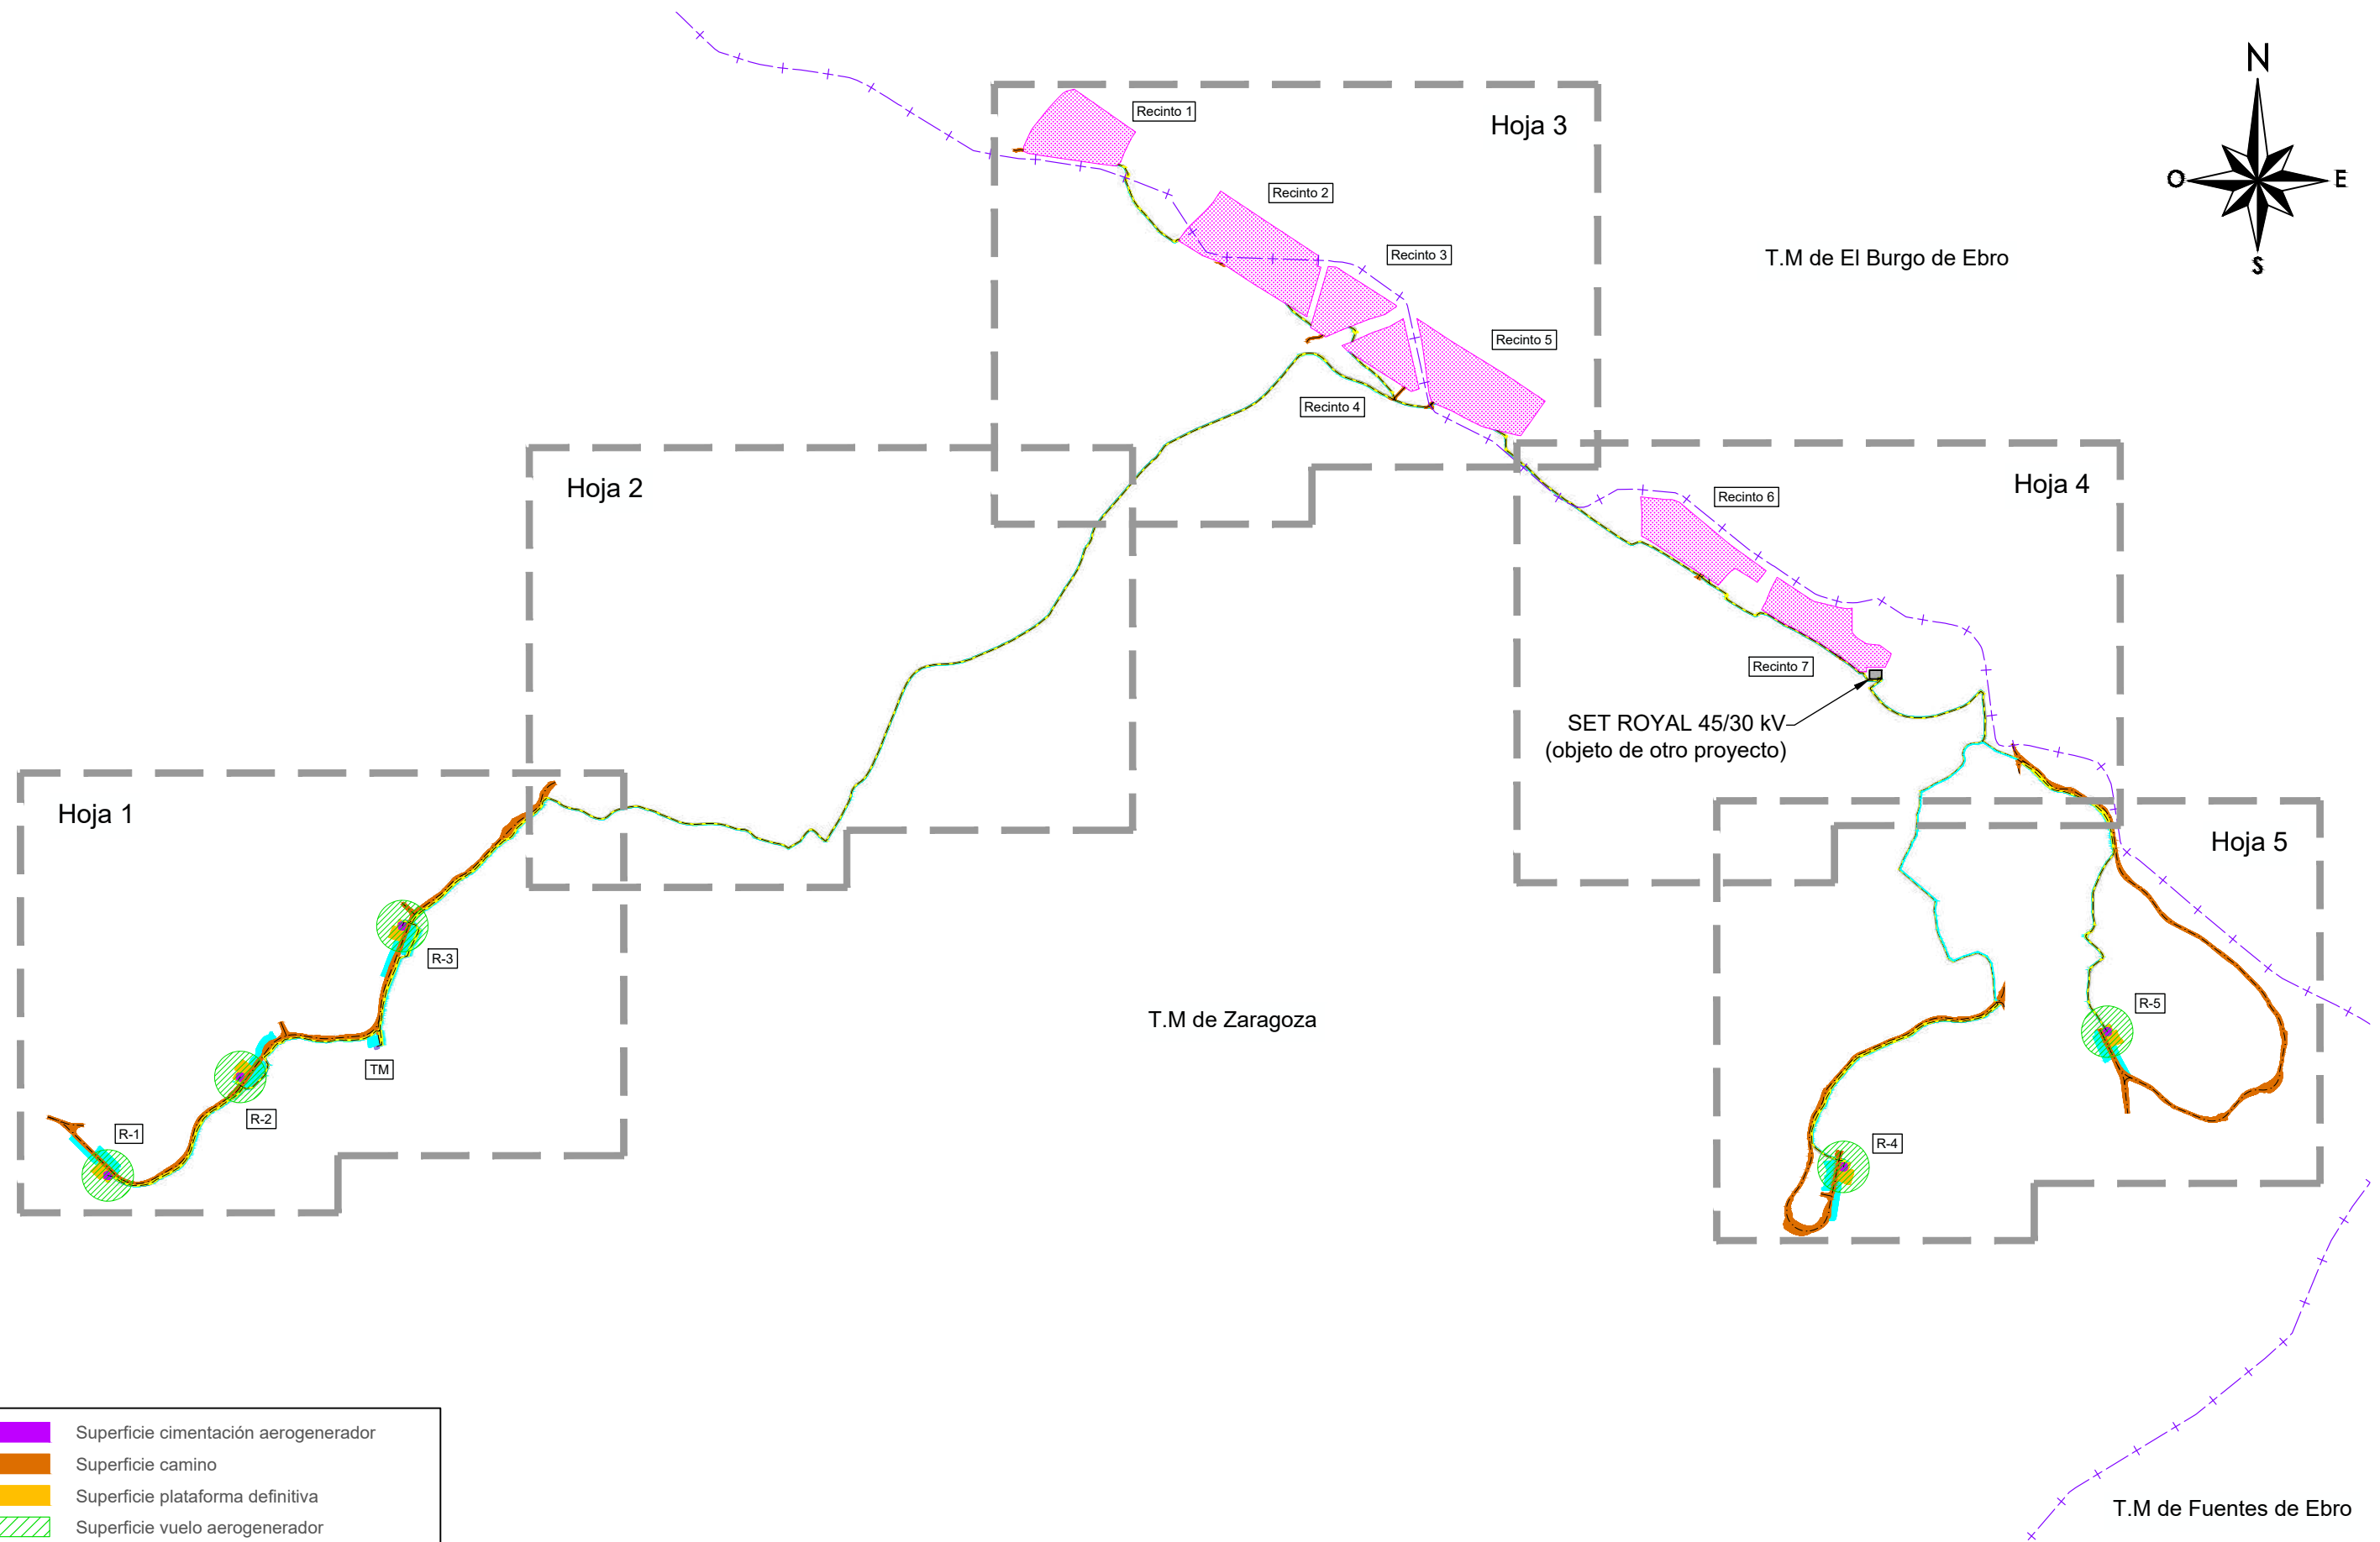 N
O
E
S
Recinto 1
Hoja 3
Recinto 2
Recinto 3
T.M de El Burgo de Ebro
Recinto 5
Recinto 4
Hoja 2
Hoja 4
Recinto 6
Recinto 7
SET ROYAL 45/30 kV
(objeto de otro proyecto)
Hoja 1
Hoja 5
R-3
T.M de Zaragoza
R-5
TM
R-2
R-1
R-4
Superficie cimentación aerogenerador
Superficie camino
Superficie plataforma definitiva
Superficie vuelo aerogenerador
T.M de Fuentes de Ebro